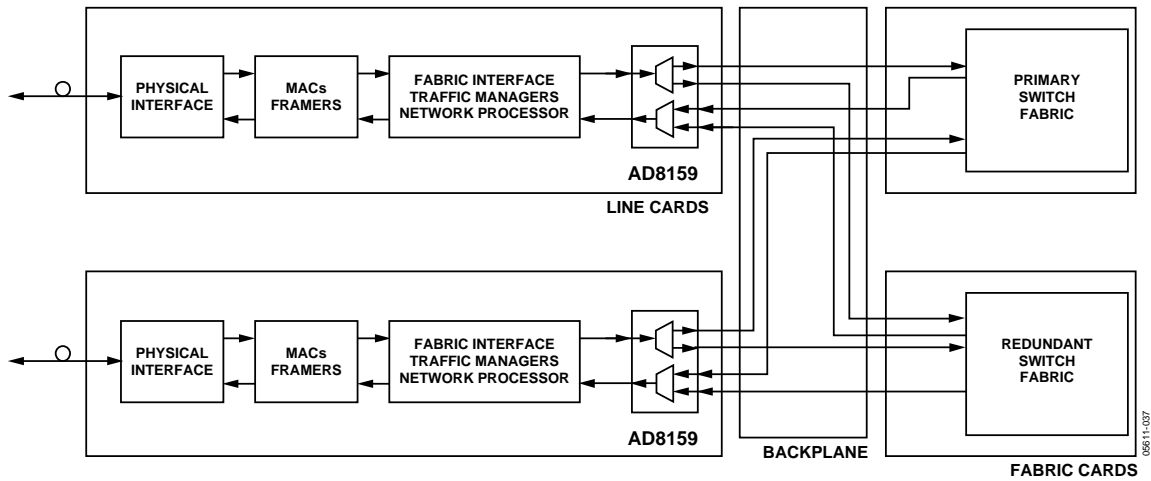 PHYSICAL
INTERFACE
MACs
FRAMERS
FABRIC INTERFACE
TRAFFIC MANAGERS
NETWORK PROCESSOR
AD8159
LINE CARDS
PRIMARY
SWITCH
FABRIC
PHYSICAL
INTERFACE
MACs
FRAMERS
FABRIC INTERFACE
TRAFFIC MANAGERS
NETWORK PROCESSOR
AD8159
BACKPLANE
REDUNDANT
SWITCH
FABRIC
FABRIC CARDS
05611-037